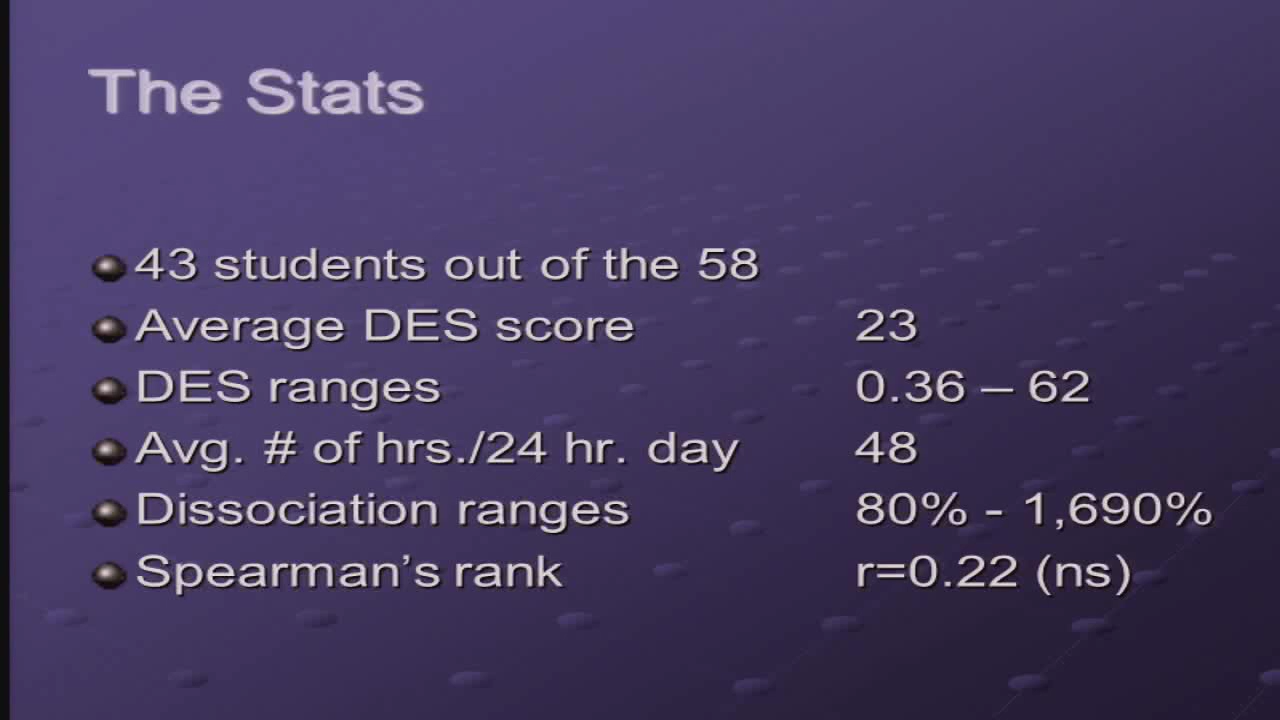 The Stats
43 students out of the 58
Average DES score 23
DES ranges 0.36 – 62
Avg. # of hrs./24 hr. day 48
Dissociation ranges 80% - 1,690%
Spearman’s rank r=0.22 (ns)